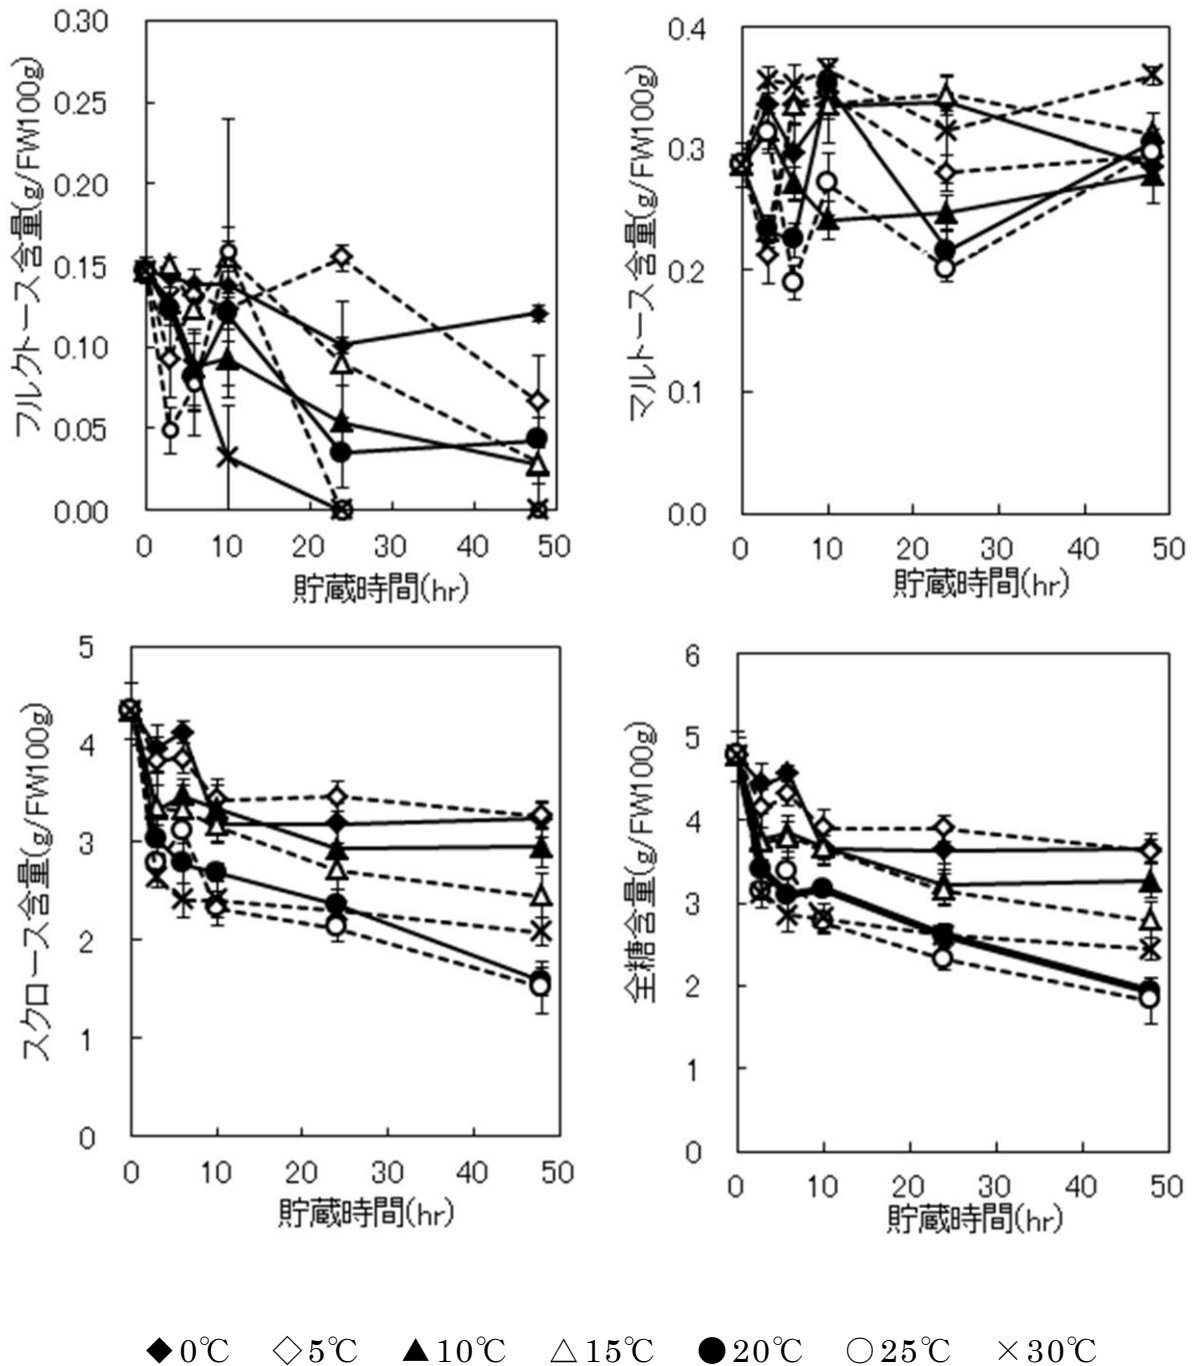 0.30
0.25
0.20
0.15
0.10
0.05
0.00
フルクトース含量(g/FW100g)
0 10 20 30 40 50
貯蔵時間(hr)
0.4
0.3
0.2
0.1
0.0
マルトース含量(g/FW100g)
0 10 20 30 40 50
貯蔵時間(hr)
5
4
3
2
1
0
スクロース含量(g/FW100g)
0 10 20 30 40 50
貯蔵時間(hr)
6
5
4
3
2
1
0
全糖含量(g/FW100g)
0 10 20 30 40 50
貯蔵時間(hr)
◆0℃ ◇5℃ ▲10℃ △15℃ ●20℃ ○25℃ ×30℃